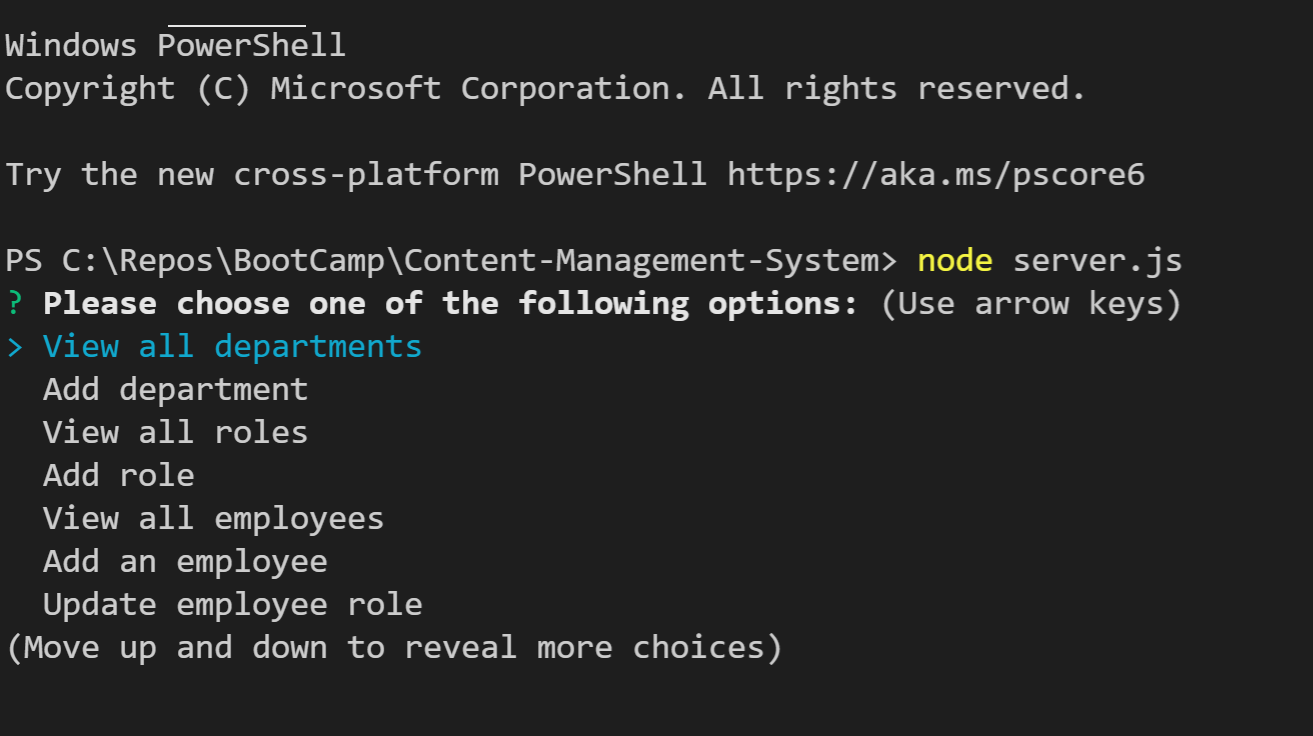 Windows PowerShell
Copyright (C) Microsoft Corporation. All rights reserved.
Try the new cross-platform PowerShell https://aka.ms/pscore6
PS C:\Repos\BootCamp\Content-Management-System> node server.js
? Please choose one of the following options: (Use arrow keys)
> View all departments
Add department
View all roles
Add role
View all employees
Add an employee
Update employee role
(Move up and down to reveal more choices)